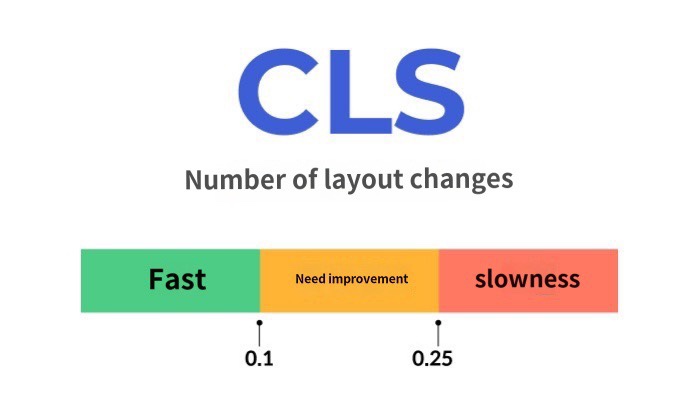 CLS
Number of layout changes
Fast
Need improvement
slowness
0.1
0.25